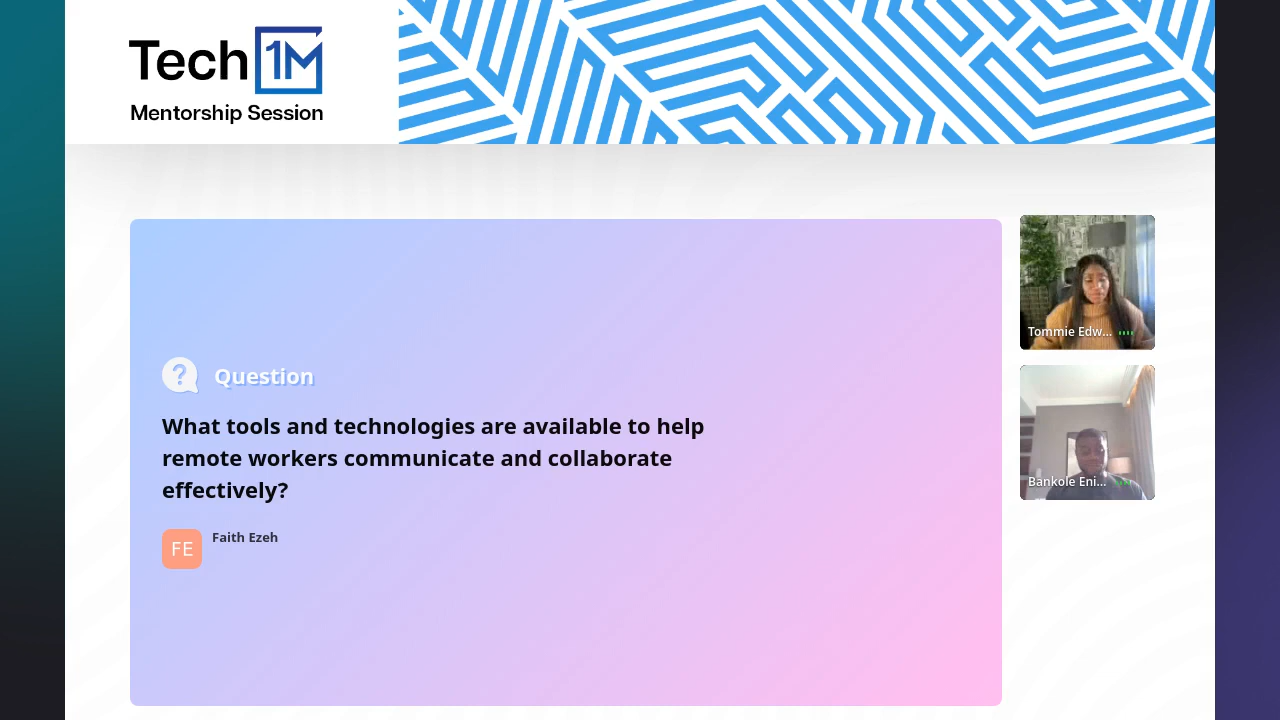 Tech 1M
Mentorship Session
Question
What tools and technologies are available to help
remote workers communicate and collaborate
effectively?
FE
Faith Ezeh
Tommie Edw...
Bankole Eni...